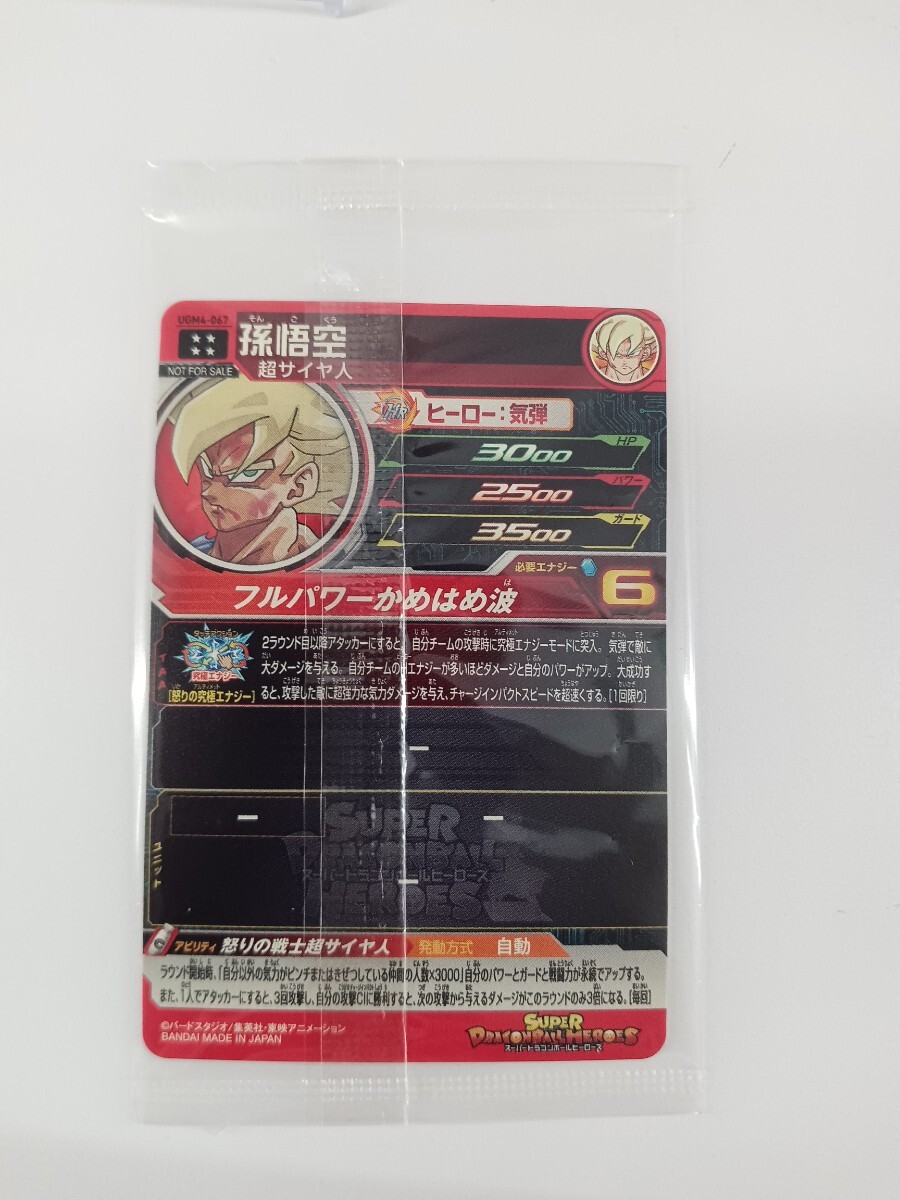 UGM4-067
孫悟空
超サイヤ人
NOT FOR SALE
HR
ヒーロー:気弾
HP
3000
パワー
2500
ガード
3500
必要エナジー
6
フルパワーかめはめ波
究極エナジー
[怒りの究極エナジー]
2ラウンド目以降アタッカーにすると、自分チームの攻撃時に究極エナジーモードに突入。気弾で敵に
大ダメージを与える。自分チームのHエナジーが多いほどダメージと自分のパワーがアップ。大成功す
ると、攻撃した敵に超強力な気力ダメージを与え、チャージインパクトスピードを超速くする。[1回限り]
ー
ー
ー
ー
ユニット
SUPER
DRAGONBALL
スーパードラゴンボールヒーローズ
HEROES
アビリティ 怒りの戦士超サイヤ人 発動方式 自動
ラウンド開始時、「自分以外の気力がピンチまたはきぜつしている仲間の人数×3000」自分のパワーとガードと戦闘力が永続でアップする。
また、1人でアタッカーにすると、3回攻撃し、自分の攻撃CIに勝利すると、次の攻撃から与えるダメージがこのラウンドのみ3倍になる。[毎回]
©バードスタジオ/集英社・東映アニメーション
BANDAI MADE IN JAPAN
SUPER
DRAGONBALL HEROES
スーパードラゴンボールヒーローズ